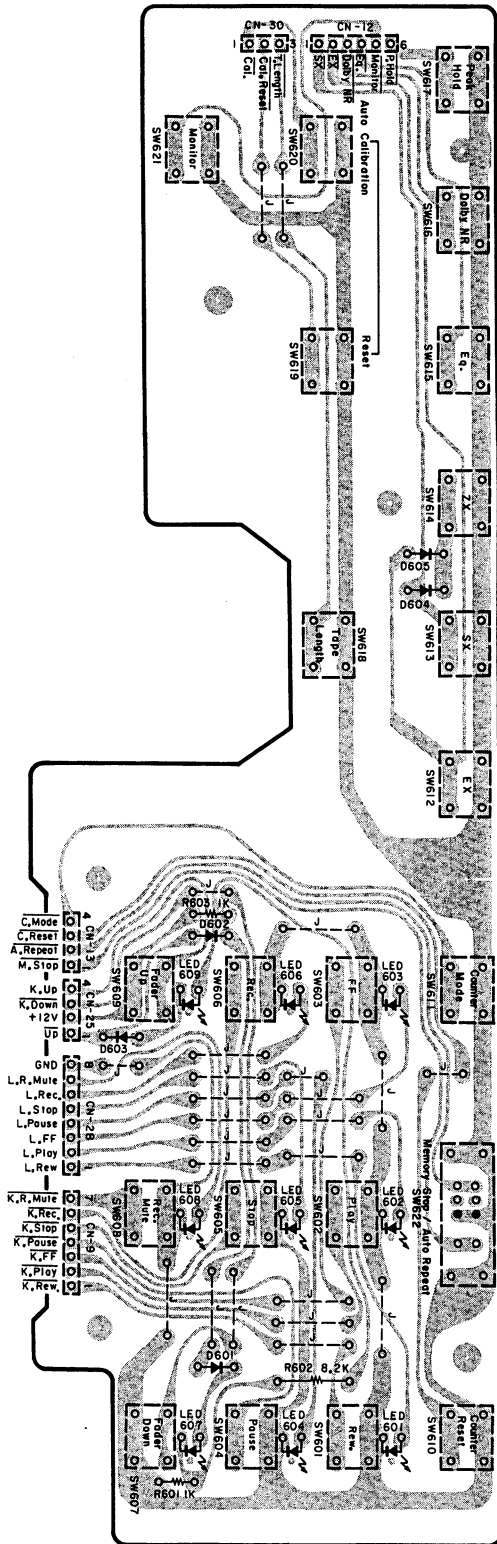 CN-30
CN-12
1
3
1
6
Cal.
Cal. Reset
T. Length
SX
EX
Dolby NR
Eq.
Monitor
P. Hold
Peak
Hold
SW617
Auto Calibration
Monitor
SW621
SW620
Dolby NR
SW616
Reset
SW619
Eq.
SW615
J
J
ZX
SW614
D605
D604
Tape
Length
SW618
SX
SW613
EX
SW612
4
CN-13
1
C. Mode
C. Reset
A. Repeat
M. Stop
J
R603 1K
D602
J
4
CN-25
1
K. Up
K. Down
+12V
Up
Fader
Up
SW609
LED
609
Rec.
SW606
LED
606
FF
SW603
LED
603
Counter
Mode
SW611
D603
8
CN-28
1
GND
L. R. Mute
L. Rec.
L. Stop
L. Pause
L. FF
L. Play
L. Rew
J
J
J
J
Memory Stop / Auto Repeat
SW622
7
CN-9
1
K. R. Mute
K. Rec.
K. Stop
K. Pause
K. FF
K. Play
K. Rew.
Rec.
Mute
SW608
LED
608
Stop
SW605
LED
605
Play
SW602
LED
602
J
J
J
J
D601
R602 8.2K
Fader
Down
SW607
LED
607
Pause
SW604
LED
604
Rew.
SW601
LED
601
Counter
Reset
SW610
R601 1K